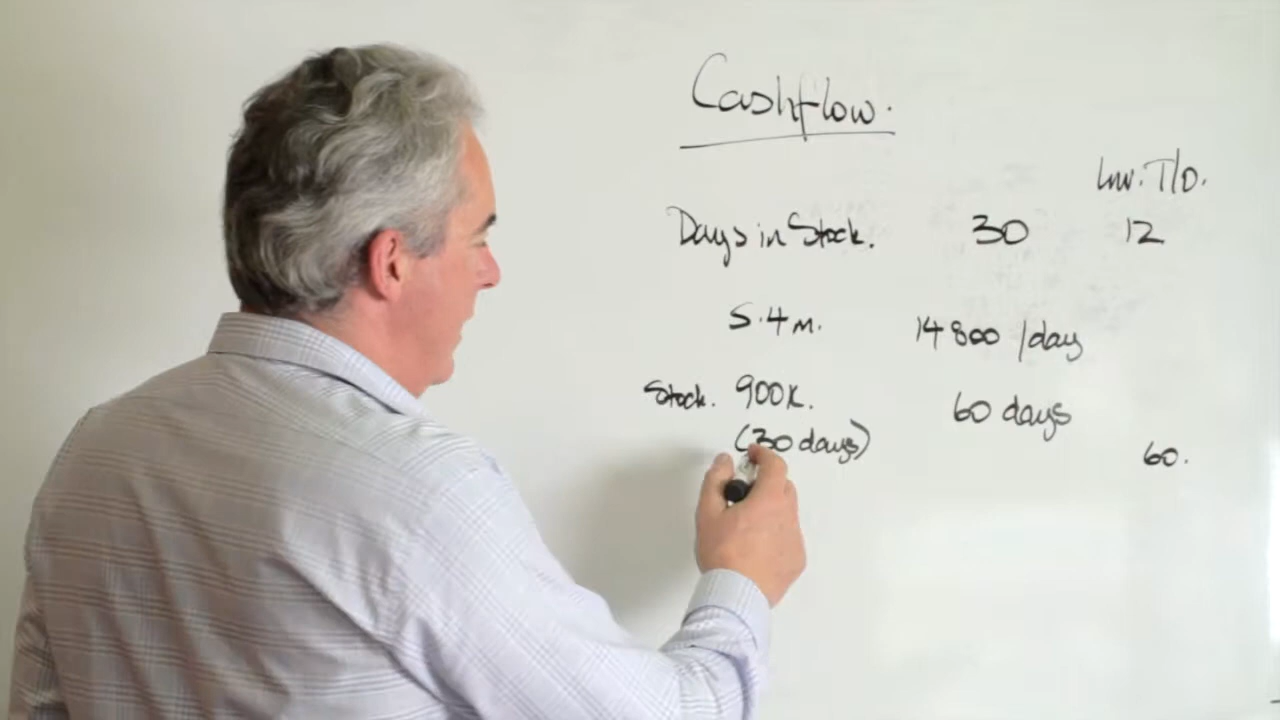 Cashflow.
Inv. T/O.
Days in Stock. 30 12
5.4m. 14800 /day
Stock. 900K. 60 days
(30 days)
60.